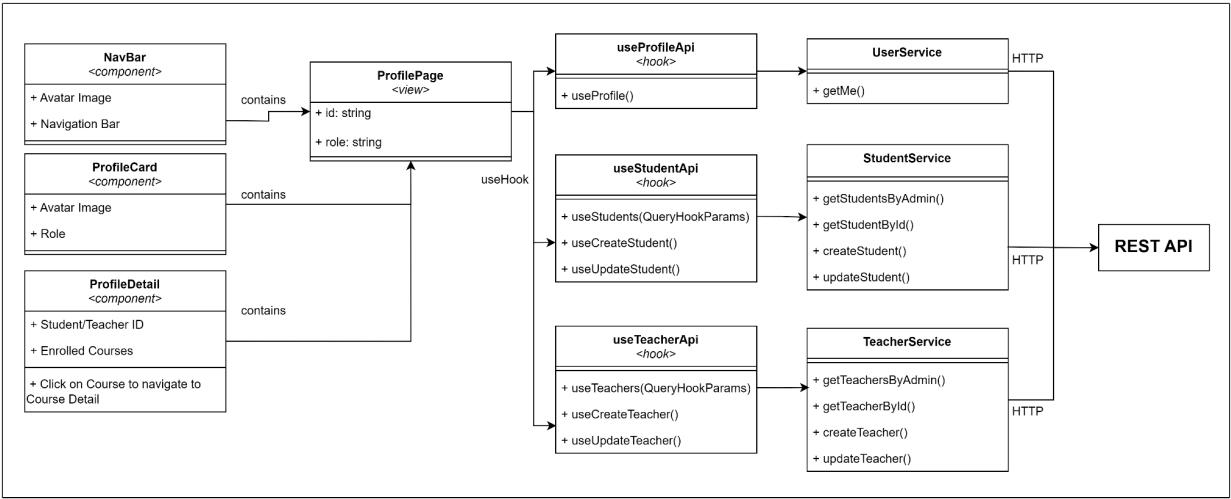 NavBar
<component>
+ Avatar Image
+ Navigation Bar
contains
ProfileCard
<component>
+ Avatar Image
+ Role
contains
ProfileDetail
<component>
+ Student/Teacher ID
+ Enrolled Courses
+ Click on Course to navigate to
Course Detail
contains
ProfilePage
<view>
+ id: string
+ role: string
useHook
useProfileApi
<hook>
+ useProfile()
useStudentApi
<hook>
+ useStudents(QueryHookParams)
+ useCreateStudent()
+ useUpdateStudent()
useTeacherApi
<hook>
+ useTeachers(QueryHookParams)
+ useCreateTeacher()
+ useUpdateTeacher()
UserService
+ getMe()
HTTP
StudentService
+ getStudentsByAdmin()
+ getStudentById()
+ createStudent()
+ updateStudent()
HTTP
TeacherService
+ getTeachersByAdmin()
+ getTeacherById()
+ createTeacher()
+ updateTeacher()
HTTP
REST API